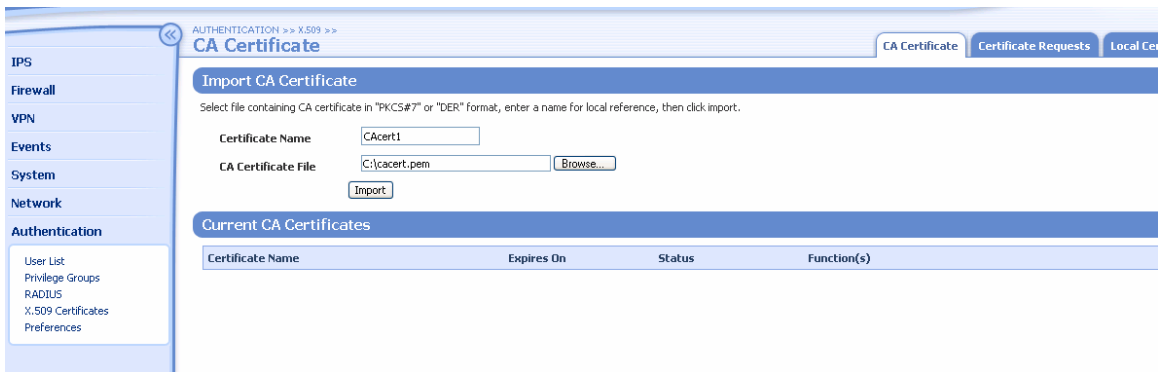 AUTHENTICATION >> X.509 >>
CA Certificate
CA Certificate
Certificate Requests
Local Cer
IPS
Firewall
VPN
Events
System
Network
Authentication
User List
Privilege Groups
RADIUS
X.509 Certificates
Preferences
Import CA Certificate
Select file containing CA certificate in "PKCS#7" or "DER" format, enter a name for local reference, then click import.
Certificate Name CAcert1
CA Certificate File C:\cacert.pem Browse...
Import
Current CA Certificates
Certificate Name Expires On Status Function(s)